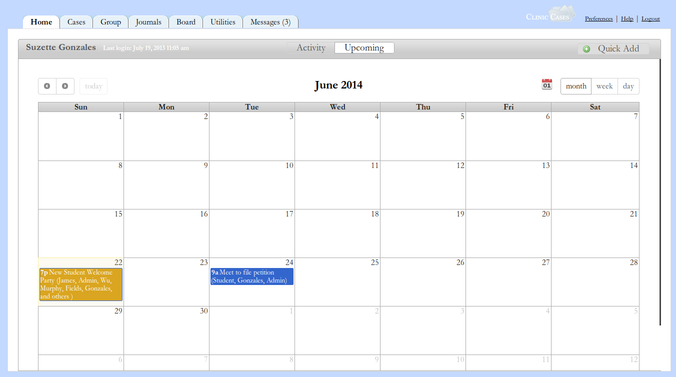 CLINIC CASES
Preferences | Help | Logout
Home Cases Group Journals Board Utilities Messages (3)
Suzette Gonzales Last login: July 19, 2013 11:09 am Activity Upcoming Quick Add
today June 2014 01 month week day
Sun Mon Tue Wed Thu Fri Sat
1 2 3 4 5 6 7
8 9 10 11 12 13 14
15 16 17 18 19 20 21
22 23 24 25 26 27 28
7p New Student Welcome
Party (James, Admin, Wu,
Murphy, Fields, Gonzales,
and others )
9a Meet to file petition
(Student, Gonzales, Admin)
29 30 1 2 3 4 5
6 7 8 9 10 11 12